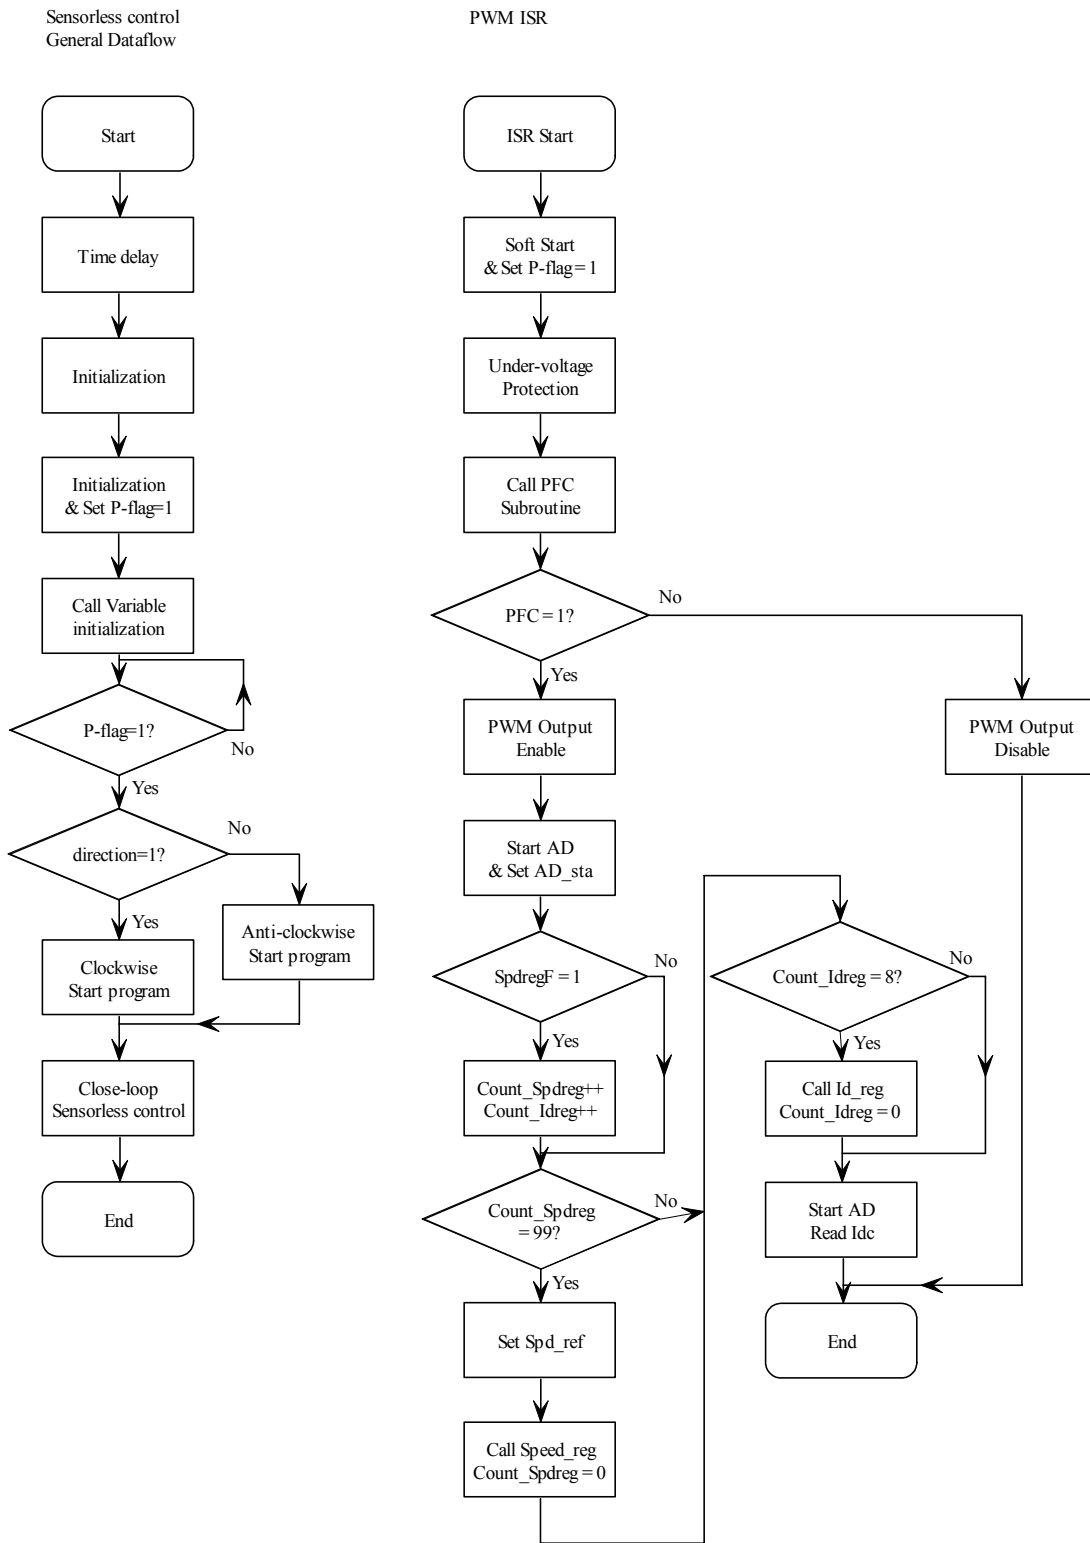 Sensorless control
General Dataflow
Start
Time delay
Initialization
Initialization
& Set P-flag=1
Call Variable
initialization
P-flag=1?
No
Yes
direction=1?
No
Yes
Anti-clockwise
Start program
Clockwise
Start program
Close-loop
Sensorless control
End
PWM ISR
ISR Start
Soft Start
& Set P-flag = 1
Under-voltage
Protection
Call PFC
Subroutine
PFC = 1?
No
Yes
PWM Output
Enable
PWM Output
Disable
Start AD
& Set AD_sta
SpdregF = 1
No
Yes
Count_Spdreg++
Count_Idreg++
Count_Spdreg
= 99?
No
Yes
Set Spd_ref
Call Speed_reg
Count_Spdreg = 0
Count_Idreg = 8?
No
Yes
Call Id_reg
Count_Idreg = 0
Start AD
Read Idc
End